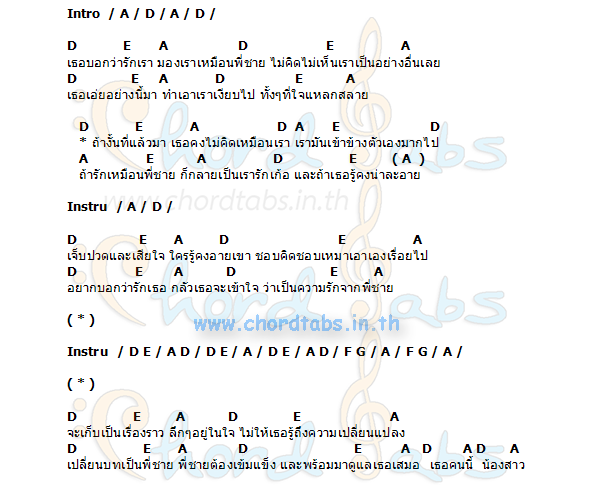 Intro / A / D / A / D /
D E A D E A
เธอบอกว่ารักเรา มองเราเหมือนพี่ชาย ไม่คิดไม่เห็นเราเป็นอย่างอื่นเลย
D E A D E A
เธอเอ่ยอย่างนี้มา ทำเอาเราเงียบไป ทั้งๆที่ใจแหลกสลาย
D E A D A E D
* ถ้างั้นที่แล้วมา เธอคงไม่คิดเหมือนเรา เรามันเข้าข้างตัวเองมากไป
A E A D E ( A )
ถ้ารักเหมือนพี่ชาย ก็กลายเป็นเรารักเก้อ และถ้าเธอรู้คงน่าละอาย
www.chordtabs.in.th
Instru / A / D /
D E A D E A
เจ็บปวดและเสียใจ ใครรู้คงอายเขา ชอบคิดชอบเหมาเอาเองเรื่อยไป
D E A D E A
อยากบอกว่ารักเธอ กลัวเธอจะเข้าใจ ว่าเป็นความรักจากพี่ชาย
( * )
www.chordtabs.in.th
Instru / D E / A D / D E / A / D E / A D / F G / A / F G / A /
( * )
D E A D E A
จะเก็บเป็นเรื่องราว ลึกๆอยู่ในใจ ไม่ให้เธอรู้ถึงความเปลี่ยนแปลง
D E A D E A D A D A
เปลี่ยนบทเป็นพี่ชาย พี่ชายต้องเข้มแข็ง และพร้อมมาดูแลเธอเสมอ เธอคนนี้ น้องสาว